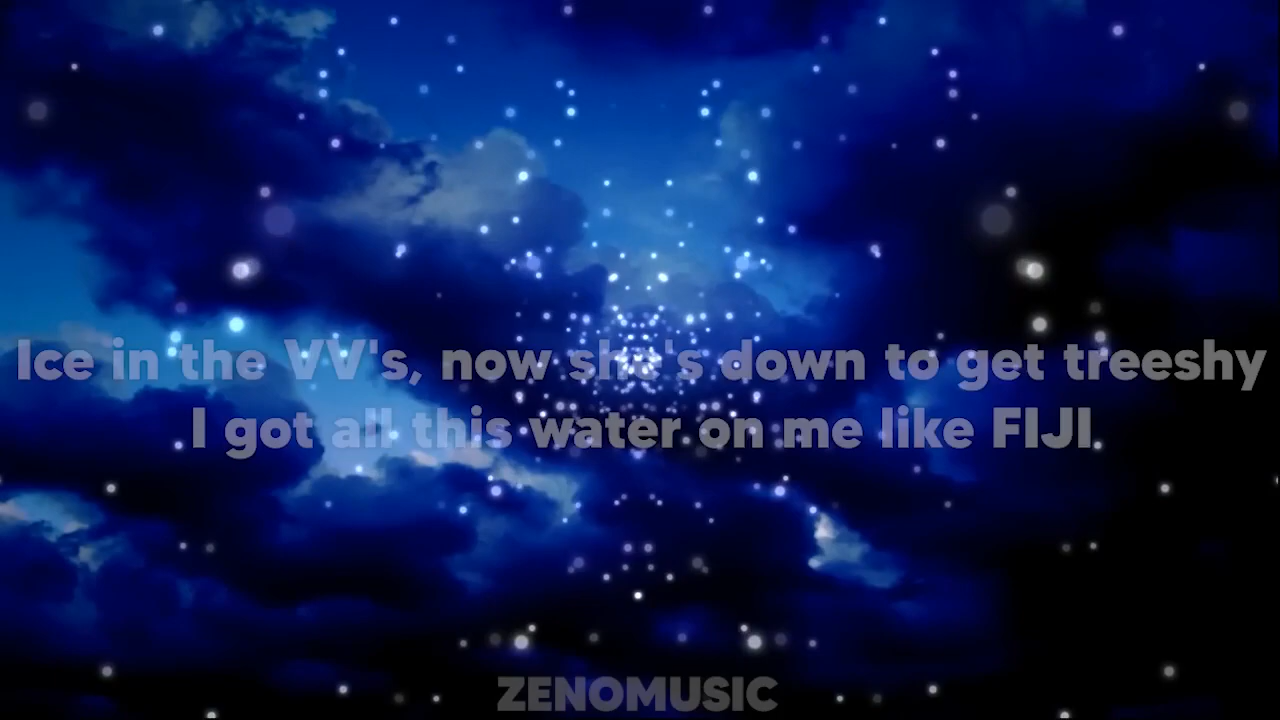 Ice in the VV's, now she's down to get treeshy
I got all this water on me like FIJI.
ZENOMUSIC